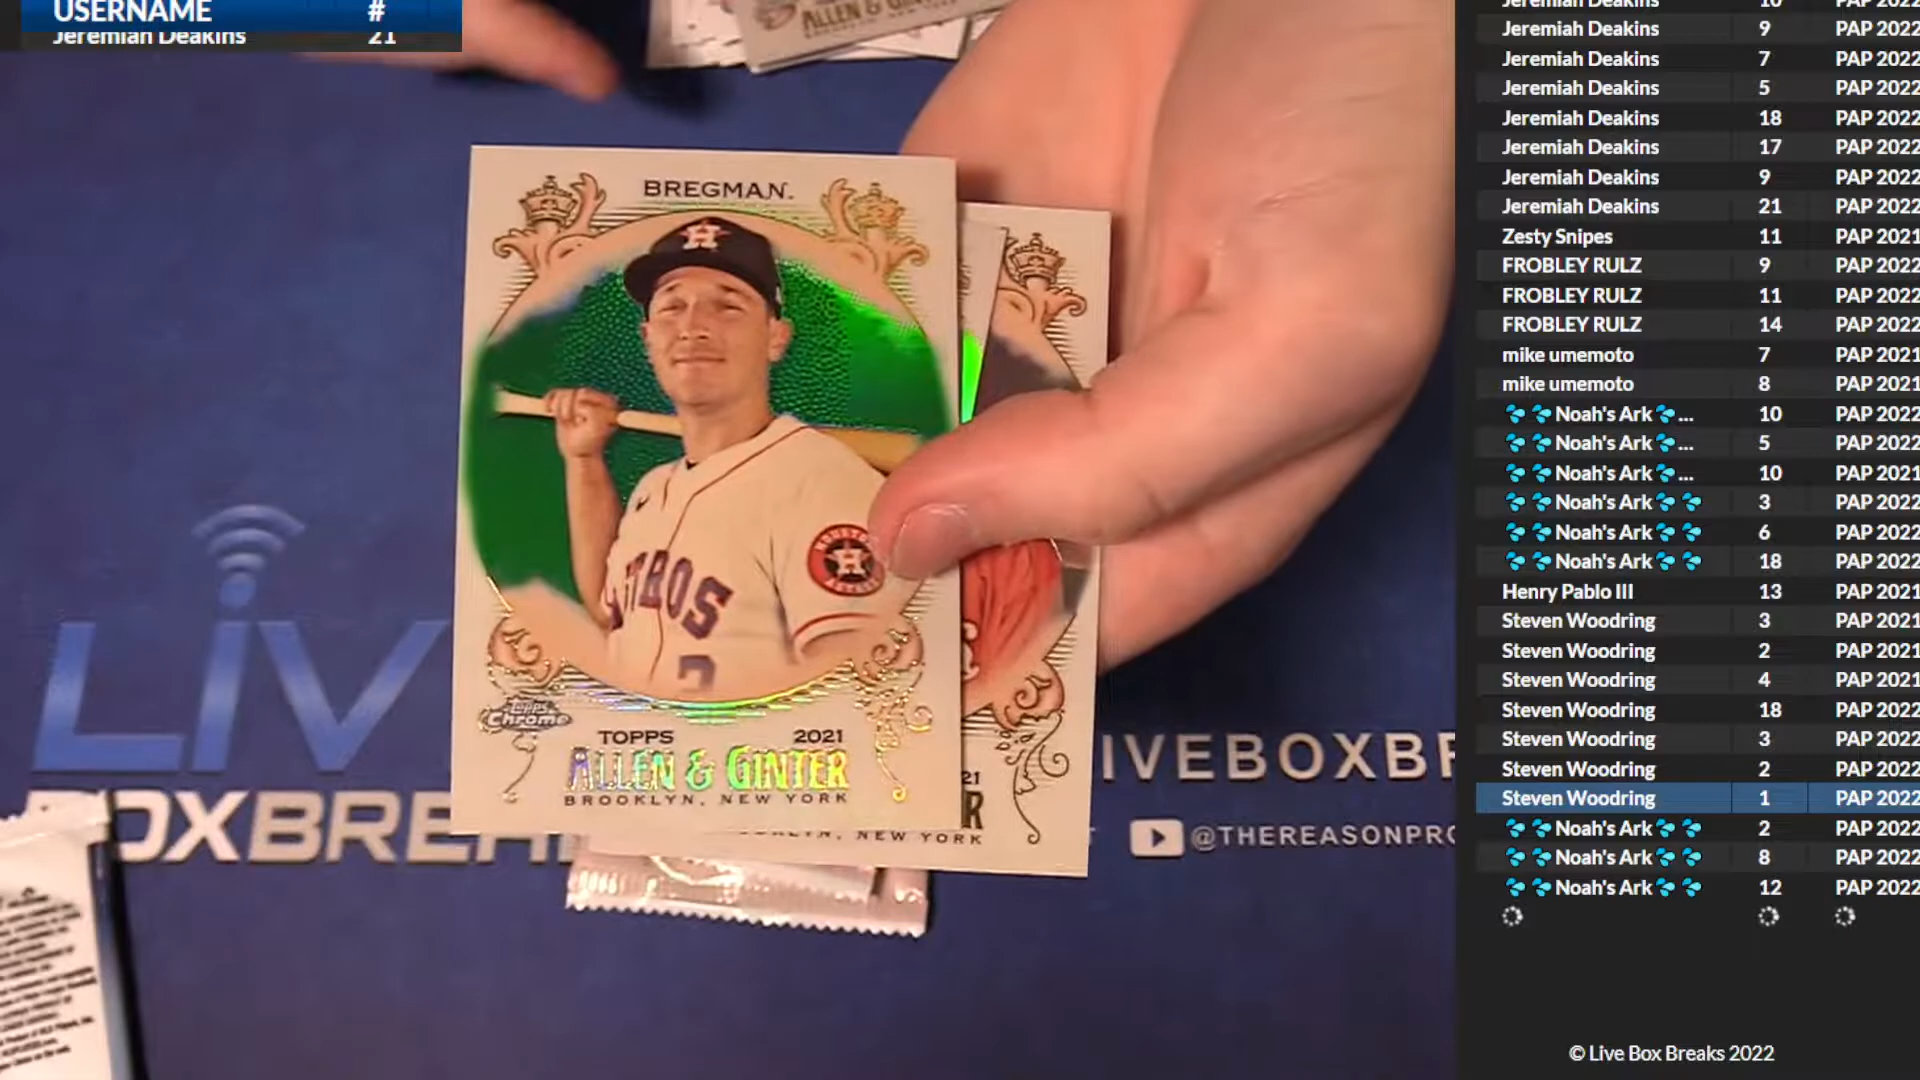 USERNAME #
Jeremiah Deakins 21
ALLEN & GINTER
BREGMAN.
ASTROS
Topps
Chrome
TOPPS 2021
ALLEN & GINTER
BROOKLYN, NEW YORK
NEW YORK
LIV
BOXBRE
IVEBOXB
@THEREASONPR
Jeremiah Deakins 10 PAP 2022
Jeremiah Deakins 9 PAP 2022
Jeremiah Deakins 7 PAP 2022
Jeremiah Deakins 5 PAP 2022
Jeremiah Deakins 18 PAP 2022
Jeremiah Deakins 17 PAP 2022
Jeremiah Deakins 9 PAP 2022
Jeremiah Deakins 21 PAP 2022
Zesty Snipes 11 PAP 2021
FROBLEY RULZ 9 PAP 2022
FROBLEY RULZ 11 PAP 2022
FROBLEY RULZ 14 PAP 2022
mike umemoto 7 PAP 2021
mike umemoto 8 PAP 2021
💦💦Noah's Ark💦... 10 PAP 2022
💦💦Noah's Ark💦... 5 PAP 2022
💦💦Noah's Ark💦... 10 PAP 2021
💦💦Noah's Ark💦💦 3 PAP 2022
💦💦Noah's Ark💦💦 6 PAP 2022
💦💦Noah's Ark💦💦 18 PAP 2022
Henry Pablo III 13 PAP 2021
Steven Woodring 3 PAP 2021
Steven Woodring 2 PAP 2021
Steven Woodring 4 PAP 2021
Steven Woodring 18 PAP 2022
Steven Woodring 3 PAP 2022
Steven Woodring 2 PAP 2022
Steven Woodring 1 PAP 2022
💦💦Noah's Ark💦💦 2 PAP 2022
💦💦Noah's Ark💦💦 8 PAP 2022
💦💦Noah's Ark💦💦 12 PAP 2022
© Live Box Breaks 2022